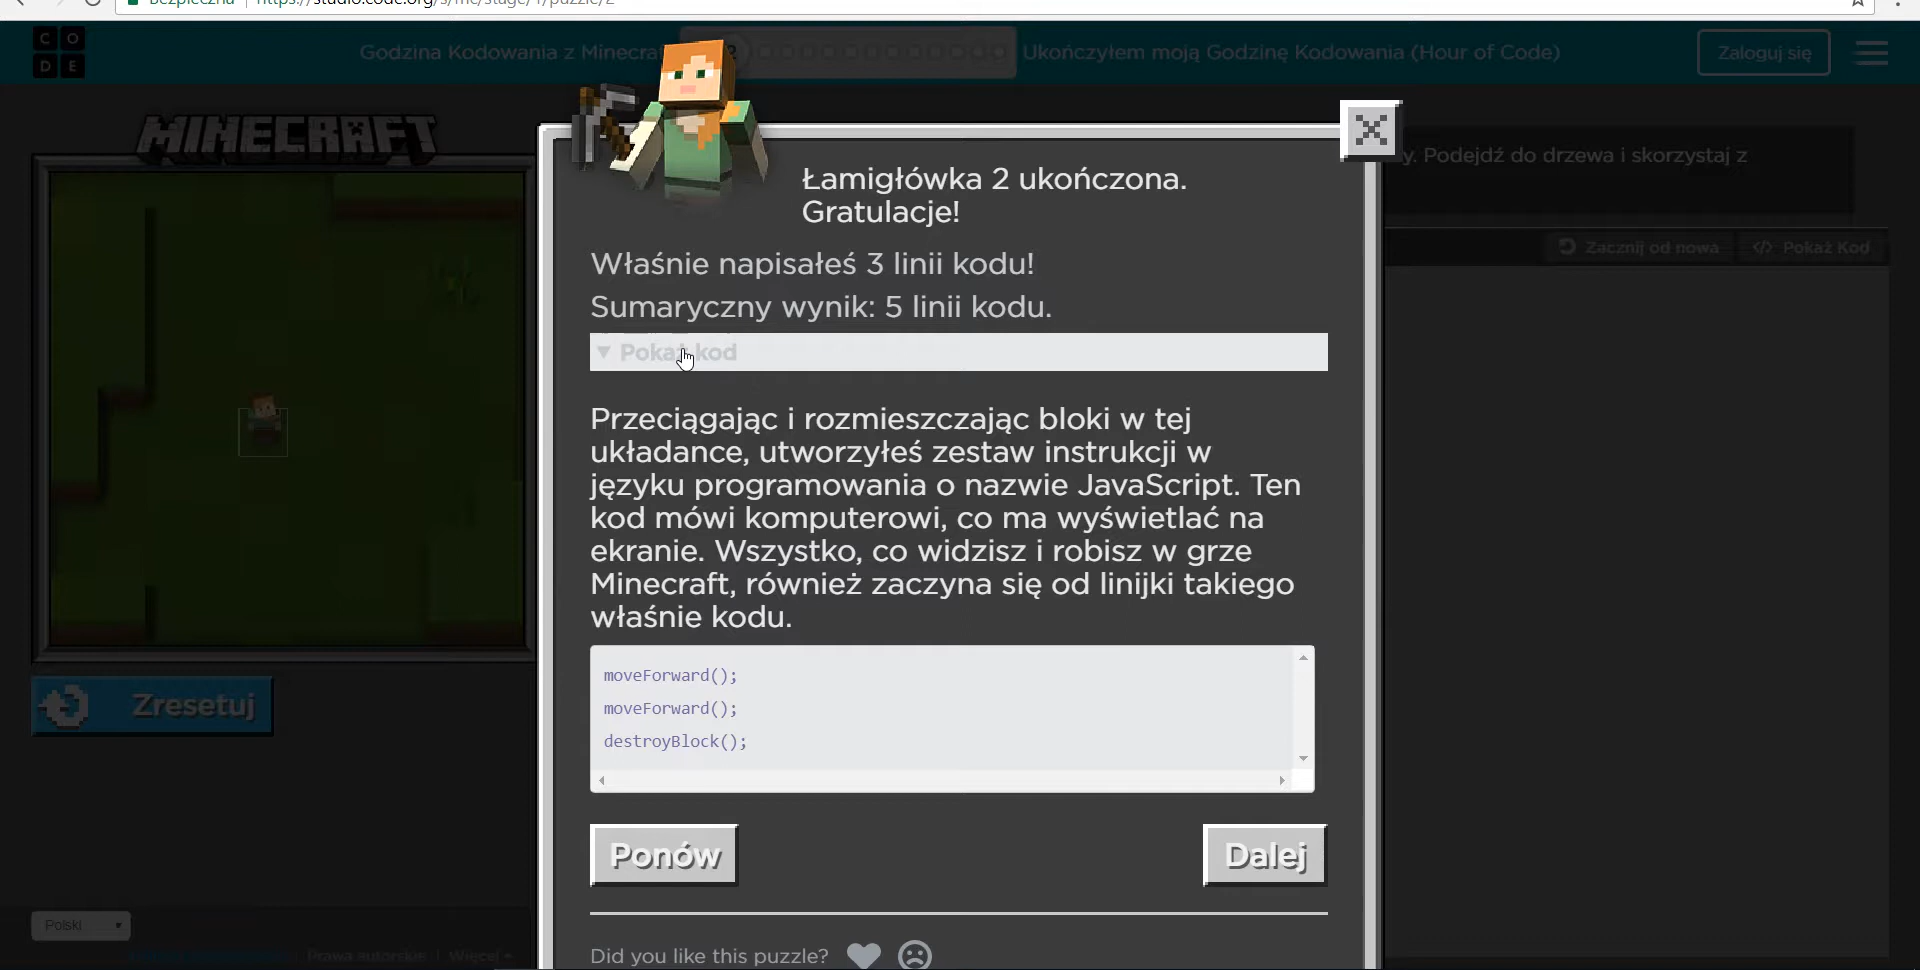 Bezpieczna https://studio.code.org/s/mc/stage/1/puzzle/2
CO
DE
Godzina Kodowania z Minecra
2
Ukończyłem moją Godzinę Kodowania (Hour of Code)
Zaloguj się
MINECRAFT
y. Podejdź do drzewa i skorzystaj z
Łamigłówka 2 ukończona.
Gratulacje!
Zacznij od nowa
Pokaż Kod
Właśnie napisałeś 3 linii kodu!
Sumaryczny wynik: 5 linii kodu.
Pokaż kod
Przeciągając i rozmieszczając bloki w tej
układance, utworzyłeś zestaw instrukcji w
języku programowania o nazwie JavaScript. Ten
kod mówi komputerowi, co ma wyświetlać na
ekranie. Wszystko, co widzisz i robisz w grze
Minecraft, również zaczyna się od linijki takiego
właśnie kodu.
moveForward();
moveForward();
destroyBlock();
Zresetuj
Ponów
Dalej
Polski
Prawa autorskie
Więcej
Did you like this puzzle?